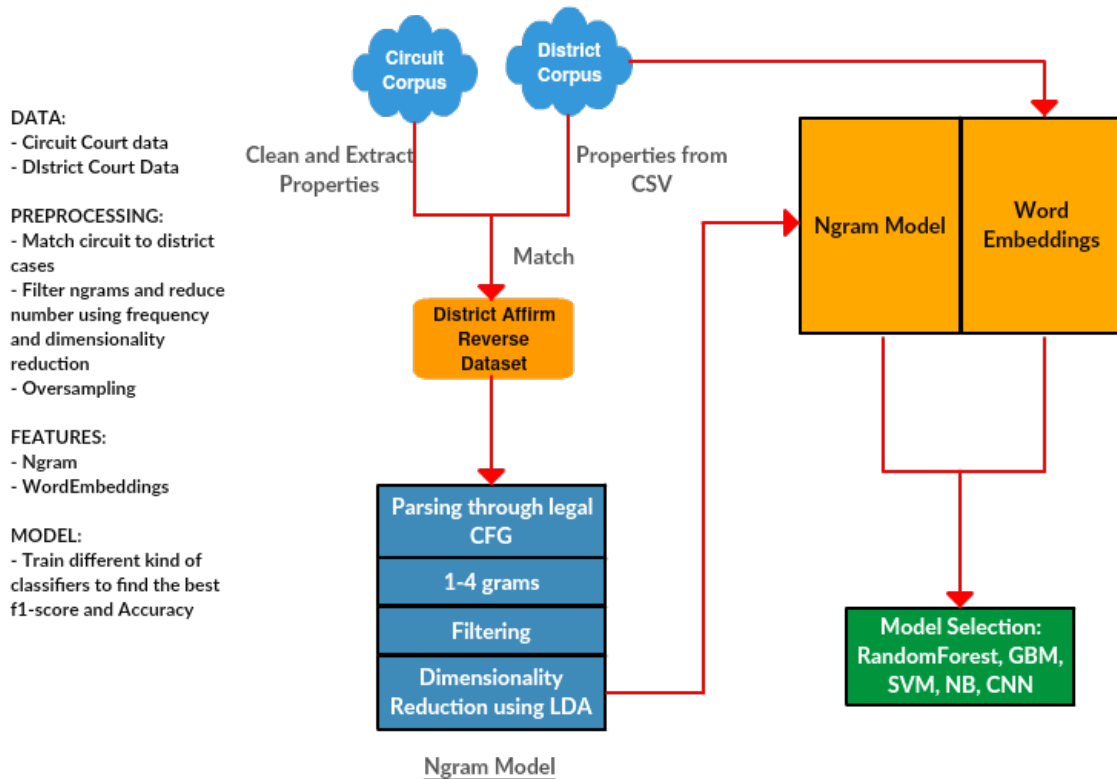 DATA:
- Circuit Court data
- DIstrict Court Data
PREPROCESSING:
- Match circuit to district
cases
- Filter ngrams and reduce
number using frequency
and dimensionality
reduction
- Oversampling
FEATURES:
- Ngram
- WordEmbeddings
MODEL:
- Train different kind of
classifiers to find the best
f1-score and Accuracy
Circuit
Corpus
District
Corpus
Clean and Extract
Properties
Properties from
CSV
Match
District Affirm
Reverse
Dataset
Parsing through legal
CFG
1-4 grams
Filtering
Dimensionality
Reduction using LDA
Ngram Model
Ngram Model
Word
Embeddings
Model Selection:
RandomForest, GBM,
SVM, NB, CNN